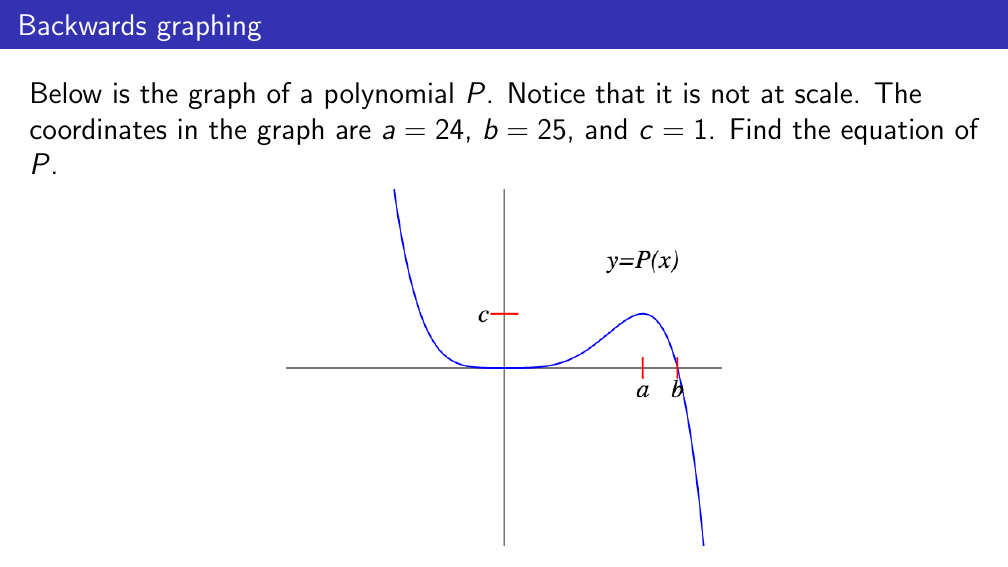 Backwards graphing
Below is the graph of a polynomial P. Notice that it is not at scale. The
coordinates in the graph are a = 24, b = 25, and c = 1. Find the equation of
P.
y=P(x)
c
a b